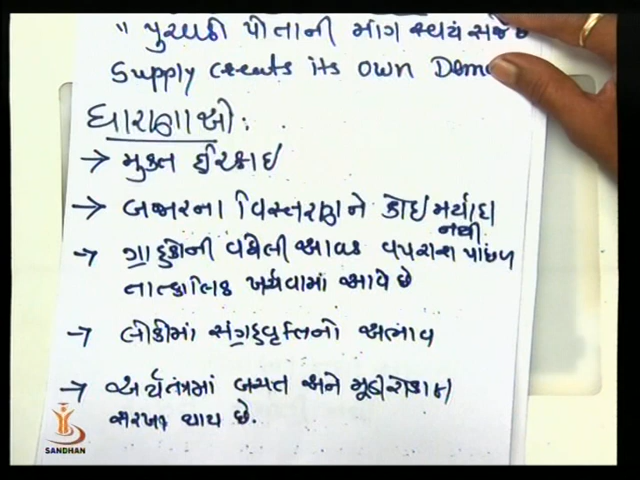 " પુરવઠો પોતાની માંગ સ્વયં સર્જે છે
Supply creats its own Dem
ધારણાઓ :
→ મુક્ત હરિફાઇ
→ બજારના વિસ્તરણને કોઇ મર્યાદા
નથી.
→ ગ્રાહકોની વધેલી આવક વપરાશ પાછળ
તાત્કાલિક ખર્ચવામાં આવે છે
→ લોકોમાં સંગ્રહવૃત્તિનો અભાવ
→ અર્થતંત્રમાં બચત અને મૂડીરોકાણ
સરખા થાય છે.
SANDHAN